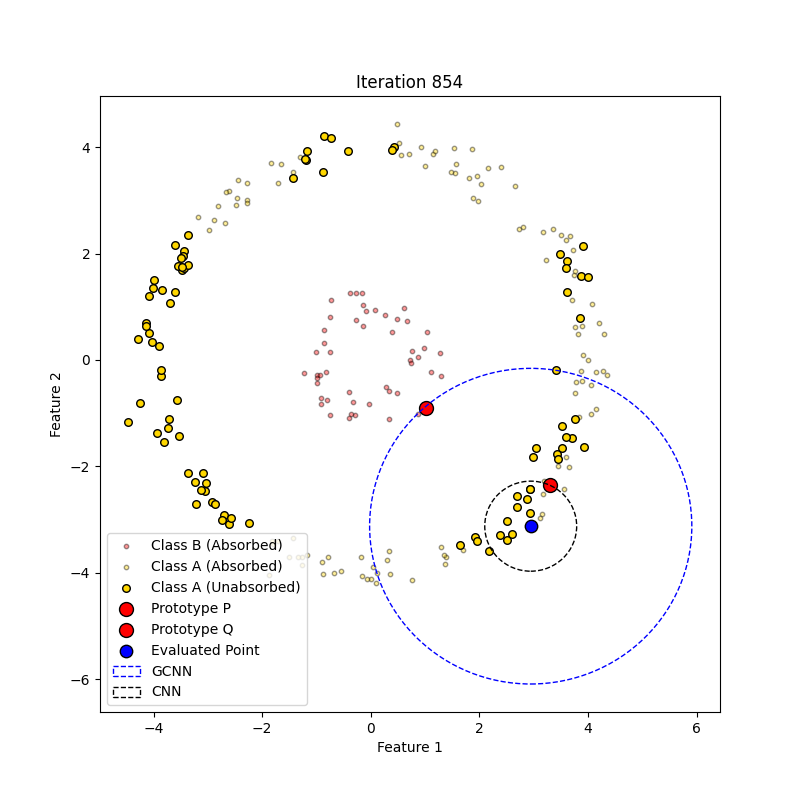 Iteration 854
Feature 2
4
2
0
−2
−4
−6
Class B (Absorbed)
Class A (Absorbed)
Class A (Unabsorbed)
Prototype P
Prototype Q
Evaluated Point
GCNN
CNN
−4
−2
0
2
4
6
Feature 1